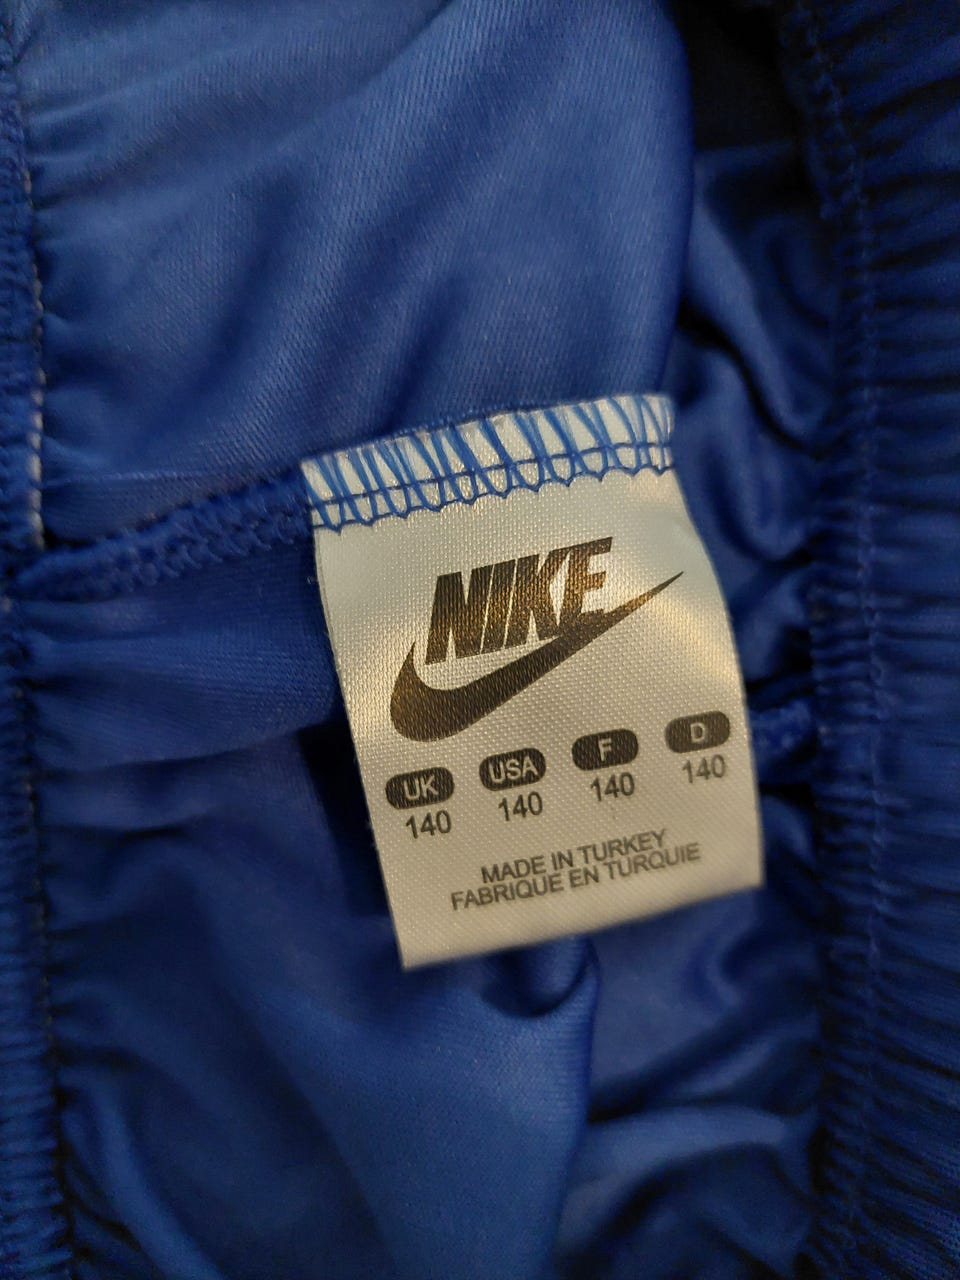 NIKE
UK USA F D
140 140 140 140
MADE IN TURKEY
FABRIQUE EN TURQUIE